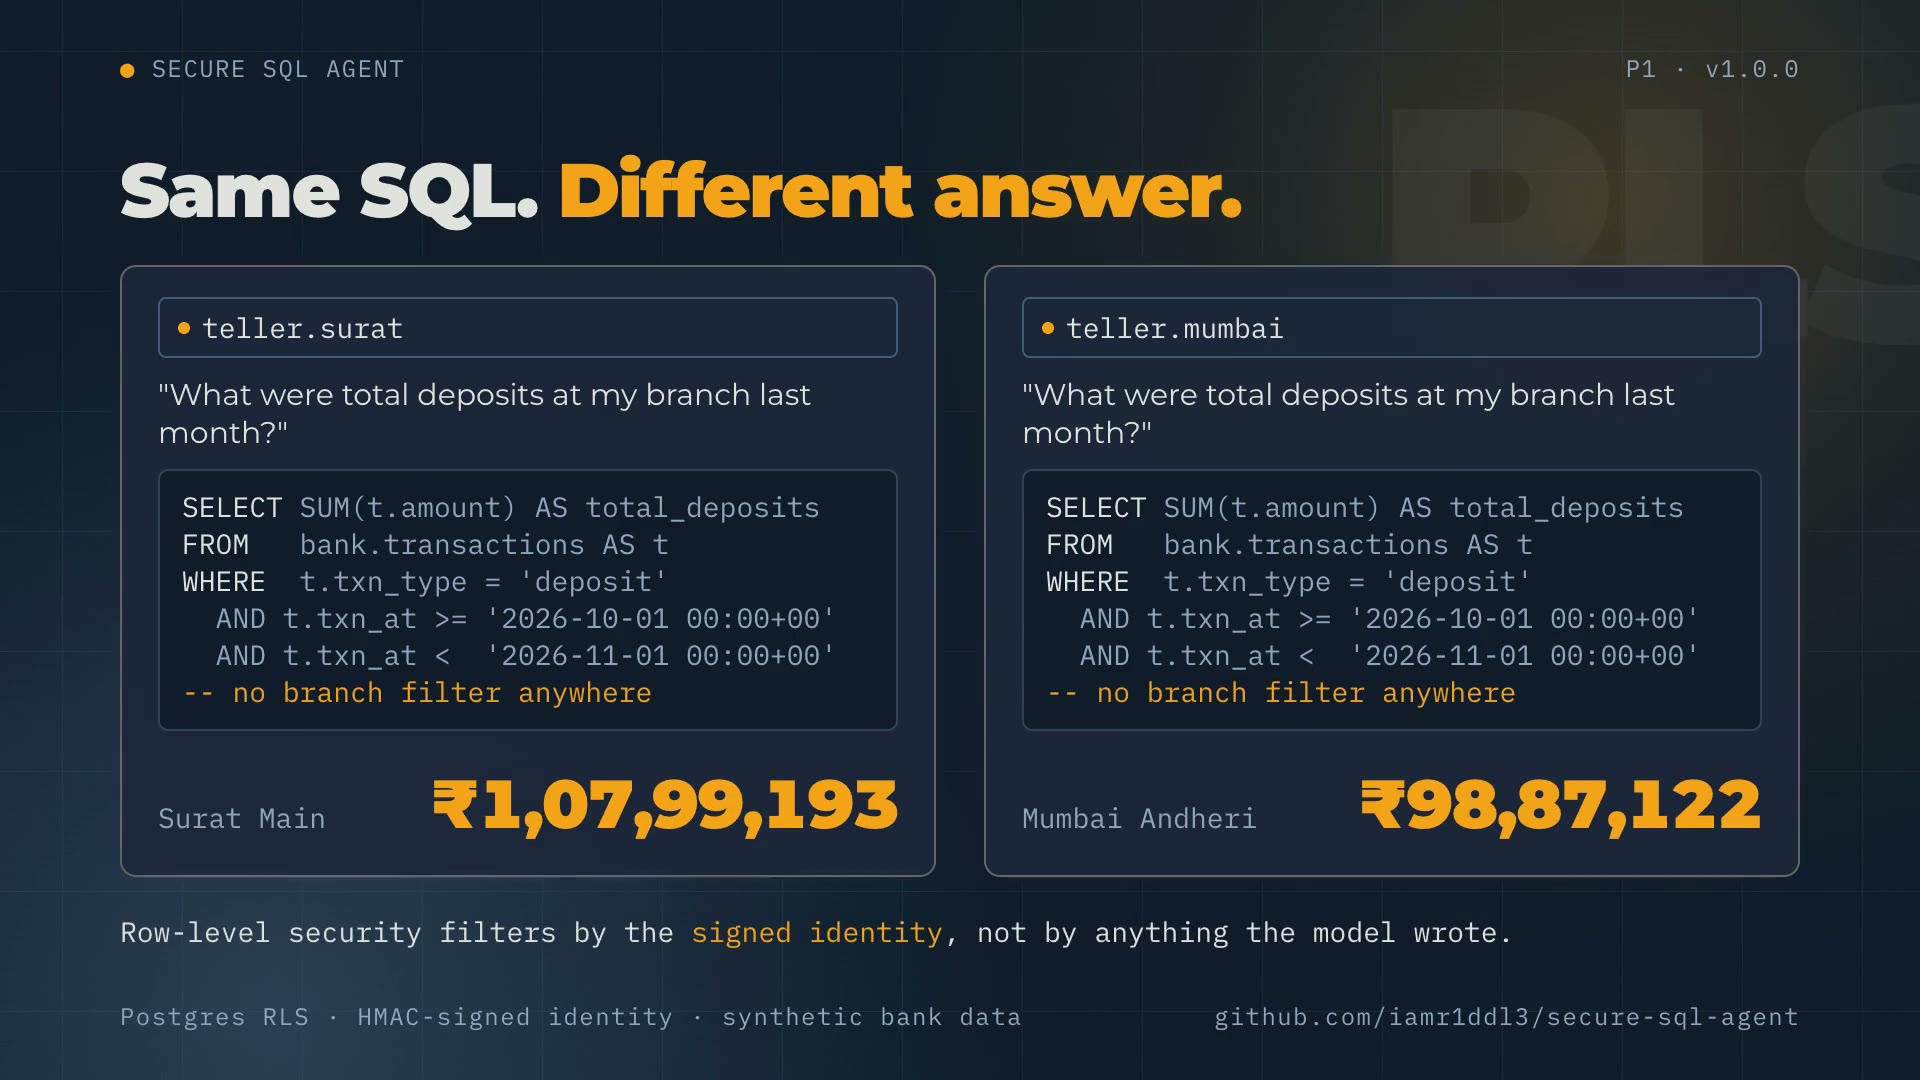 SECURE SQL AGENT
P1 · v1.0.0
Same SQL. Different answer.
teller.surat
"What were total deposits at my branch last
month?"
SELECT SUM(t.amount) AS total_deposits
FROM   bank.transactions AS t
WHERE  t.txn_type = 'deposit'
  AND t.txn_at >= '2026-10-01 00:00+00'
  AND t.txn_at <  '2026-11-01 00:00+00'
-- no branch filter anywhere
Surat Main ₹1,07,99,193
teller.mumbai
"What were total deposits at my branch last
month?"
SELECT SUM(t.amount) AS total_deposits
FROM   bank.transactions AS t
WHERE  t.txn_type = 'deposit'
  AND t.txn_at >= '2026-10-01 00:00+00'
  AND t.txn_at <  '2026-11-01 00:00+00'
-- no branch filter anywhere
Mumbai Andheri ₹98,87,122
Row-level security filters by the signed identity, not by anything the model wrote.
Postgres RLS · HMAC-signed identity · synthetic bank data
github.com/iamr1ddl3/secure-sql-agent